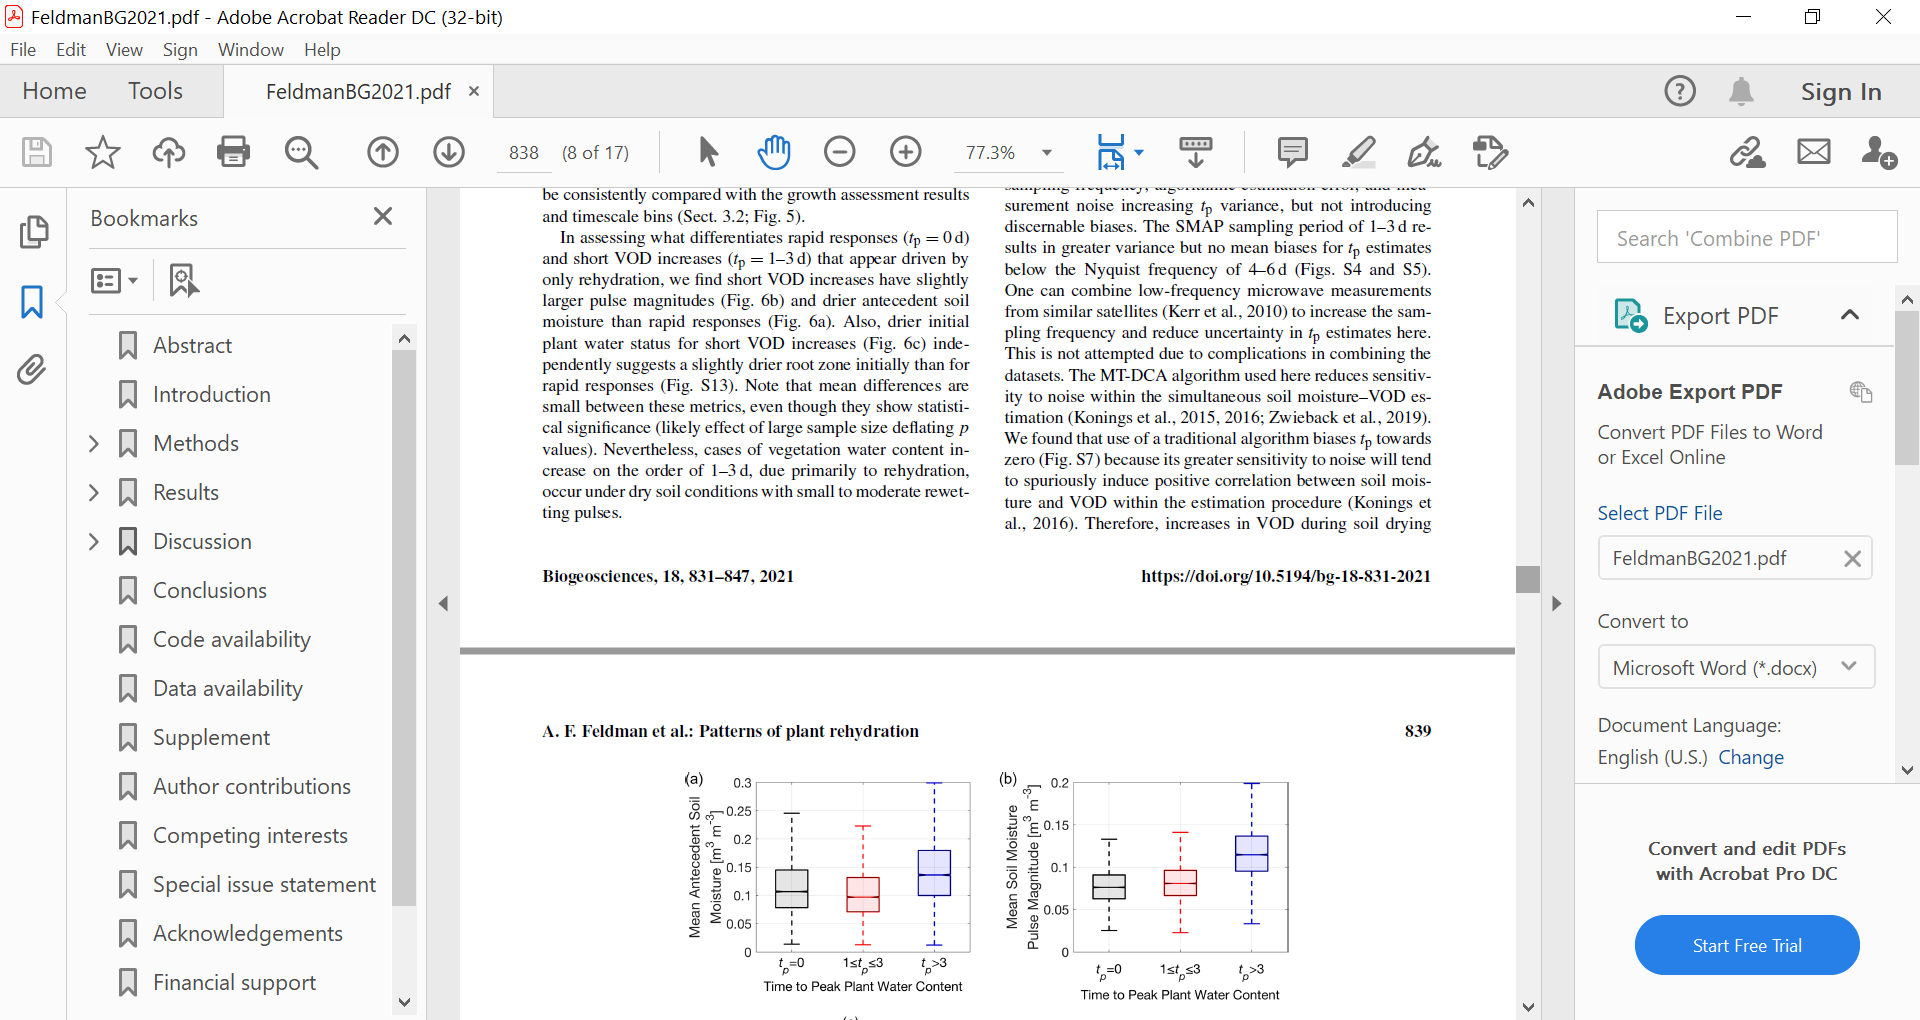 FeldmanBG2021.pdf - Adobe Acrobat Reader DC (32-bit)
File Edit View Sign Window Help
Home Tools FeldmanBG2021.pdf × Sign In
838 (8 of 17) 77.3%
Bookmarks
Abstract
Introduction
Methods
Results
Discussion
Conclusions
Code availability
Data availability
Supplement
Author contributions
Competing interests
Special issue statement
Acknowledgements
Financial support
be consistently compared with the growth assessment results
and timescale bins (Sect. 3.2; Fig. 5).
In assessing what differentiates rapid responses (tp = 0 d)
and short VOD increases (tp = 1–3 d) that appear driven by
only rehydration, we find short VOD increases have slightly
larger pulse magnitudes (Fig. 6b) and drier antecedent soil
moisture than rapid responses (Fig. 6a). Also, drier initial
plant water status for short VOD increases (Fig. 6c) inde-
pendently suggests a slightly drier root zone initially than for
rapid responses (Fig. S13). Note that mean differences are
small between these metrics, even though they show statisti-
cal significance (likely effect of large sample size deflating p
values). Nevertheless, cases of vegetation water content in-
crease on the order of 1–3 d, due primarily to rehydration,
occur under dry soil conditions with small to moderate rewet-
ting pulses.
sampling frequency, algorithmic estimation error, and mea-
surement noise increasing tp variance, but not introducing
discernable biases. The SMAP sampling period of 1–3 d re-
sults in greater variance but no mean biases for tp estimates
below the Nyquist frequency of 4–6 d (Figs. S4 and S5).
One can combine low-frequency microwave measurements
from similar satellites (Kerr et al., 2010) to increase the sam-
pling frequency and reduce uncertainty in tp estimates here.
This is not attempted due to complications in combining the
datasets. The MT-DCA algorithm used here reduces sensitiv-
ity to noise within the simultaneous soil moisture–VOD es-
timation (Konings et al., 2015, 2016; Zwieback et al., 2019).
We found that use of a traditional algorithm biases tp towards
zero (Fig. S7) because its greater sensitivity to noise will tend
to spuriously induce positive correlation between soil mois-
ture and VOD within the estimation procedure (Konings et
al., 2016). Therefore, increases in VOD during soil drying
Biogeosciences, 18, 831–847, 2021
https://doi.org/10.5194/bg-18-831-2021
A. F. Feldman et al.: Patterns of plant rehydration
839
(a)
Mean Antecedent Soil
Moisture [m3 m-3]
0.3
0.25
0.2
0.15
0.1
0.05
0
tp=0 1≤tp≤3 tp>3
Time to Peak Plant Water Content
(b)
Mean Soil Moisture
Pulse Magnitude [m3 m-3]
0.2
0.15
0.1
0.05
0
tp=0 1≤tp≤3 tp>3
Time to Peak Plant Water Content
Search 'Combine PDF'
Export PDF
Adobe Export PDF
Convert PDF Files to Word
or Excel Online
Select PDF File
FeldmanBG2021.pdf
Convert to
Microsoft Word (*.docx)
Document Language:
English (U.S.) Change
Convert and edit PDFs
with Acrobat Pro DC
Start Free Trial